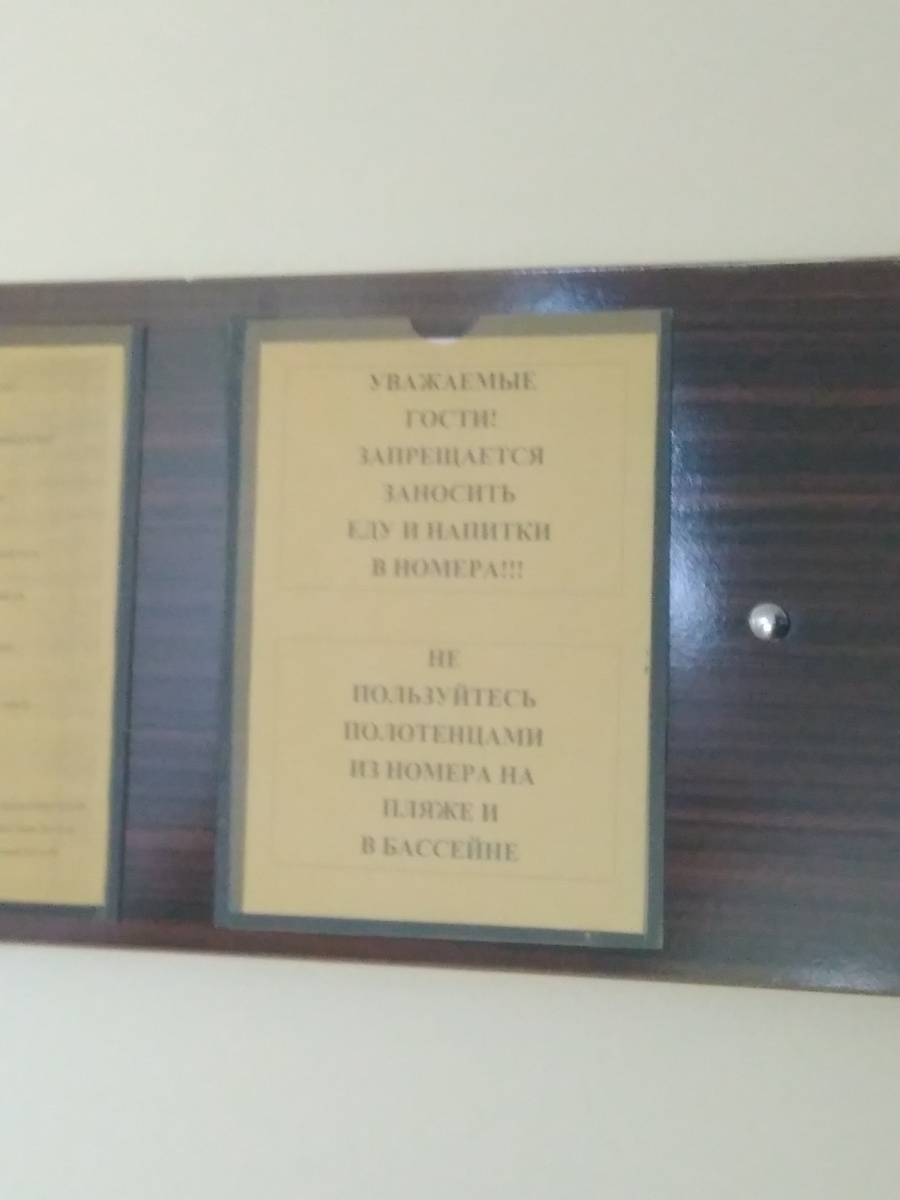 УВАЖАЕМЫЕ
ГОСТИ!
ЗАПРЕЩАЕТСЯ
ЗАНОСИТЬ
ЕДУ И НАПИТКИ
В НОМЕРА!!!
НЕ
ПОЛЬЗУЙТЕСЬ
ПОЛОТЕНЦАМИ
ИЗ НОМЕРА НА
ПЛЯЖЕ И
В БАССЕЙНЕ